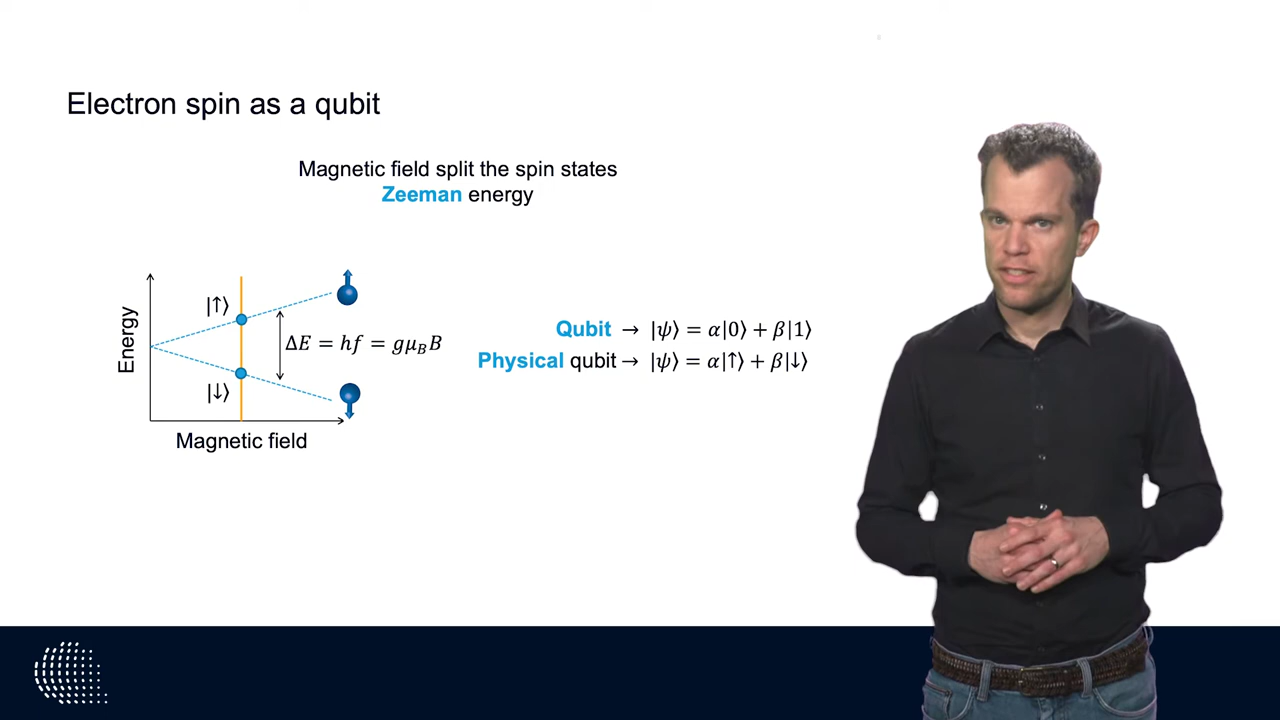 Electron spin as a qubit
Magnetic field split the spin states
Zeeman energy
Energy
|↑⟩
|↓⟩
ΔE = hf = gμ_B B
Magnetic field
Qubit → |ψ⟩ = α|0⟩ + β|1⟩
Physical qubit → |ψ⟩ = α|↑⟩ + β|↓⟩